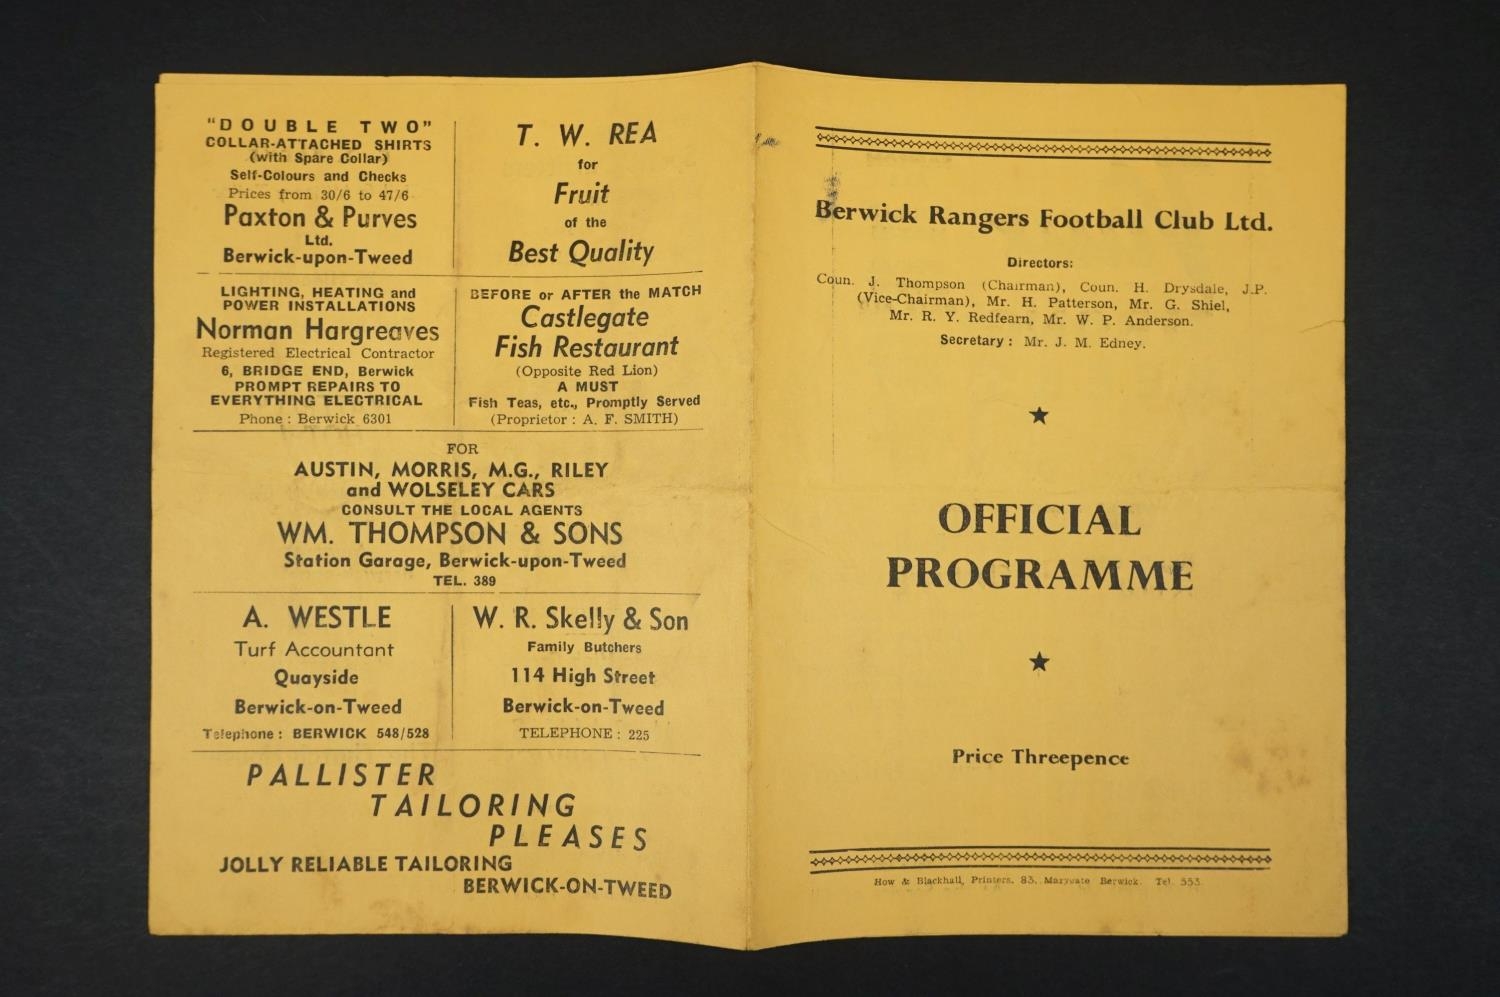 "DOUBLE TWO"
COLLAR-ATTACHED SHIRTS
(with Spare Collar)
Self-Colours and Checks
Prices from 30/6 to 47/6
Paxton & Purves
Ltd.
Berwick-upon-Tweed
T. W. REA
for
Fruit
of the
Best Quality
LIGHTING, HEATING and
POWER INSTALLATIONS
Norman Hargreaves
Registered Electrical Contractor
6, BRIDGE END, Berwick
PROMPT REPAIRS TO
EVERYTHING ELECTRICAL
Phone: Berwick 6301
BEFORE or AFTER the MATCH
Castlegate
Fish Restaurant
(Opposite Red Lion)
A MUST
Fish Teas, etc., Promptly Served
(Proprietor: A. F. SMITH)
FOR
AUSTIN, MORRIS, M.G., RILEY
and WOLSELEY CARS
CONSULT THE LOCAL AGENTS
WM. THOMPSON & SONS
Station Garage, Berwick-upon-Tweed
TEL. 389
A. WESTLE
Turf Accountant
Quayside
Berwick-on-Tweed
Telephone: BERWICK 548/528
W. R. Skelly & Son
Family Butchers
114 High Street
Berwick-on-Tweed
TELEPHONE: 225
PALLISTER
TAILORING
PLEASES
JOLLY RELIABLE TAILORING
BERWICK-ON-TWEED
Berwick Rangers Football Club Ltd.
Directors:
Coun. J. Thompson (Chairman), Coun. H. Drysdale, J.P.
(Vice-Chairman), Mr. H. Patterson, Mr. G. Shiel,
Mr. R. Y. Redfearn, Mr. W. P. Anderson.
Secretary: Mr. J. M. Edney.
OFFICIAL
PROGRAMME
Price Threepence
How & Blackhall, Printers, 83, Marygate Berwick. Tel. 553